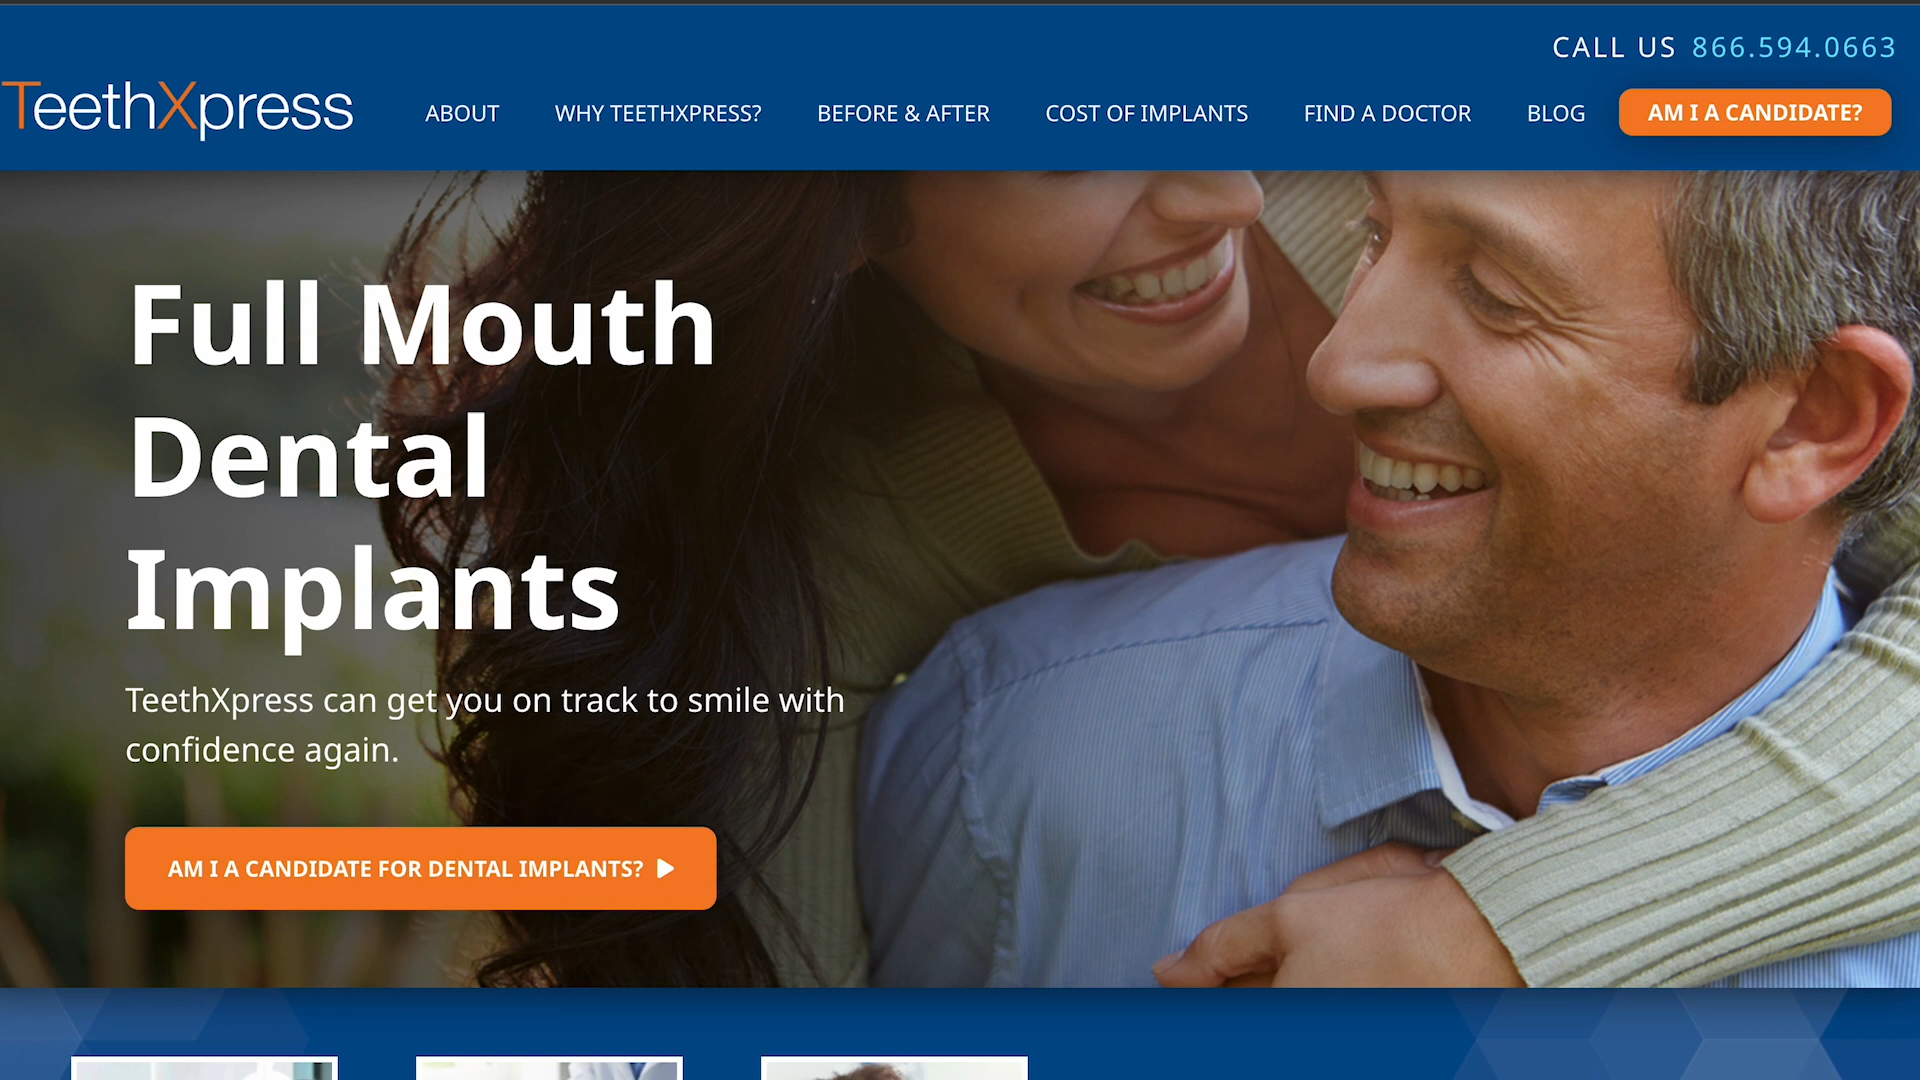 CALL US 866.594.0663
TeethXpress
ABOUT
WHY TEETHXPRESS?
BEFORE & AFTER
COST OF IMPLANTS
FIND A DOCTOR
BLOG
AM I A CANDIDATE?
Full Mouth
Dental
Implants
TeethXpress can get you on track to smile with
confidence again.
AM I A CANDIDATE FOR DENTAL IMPLANTS?